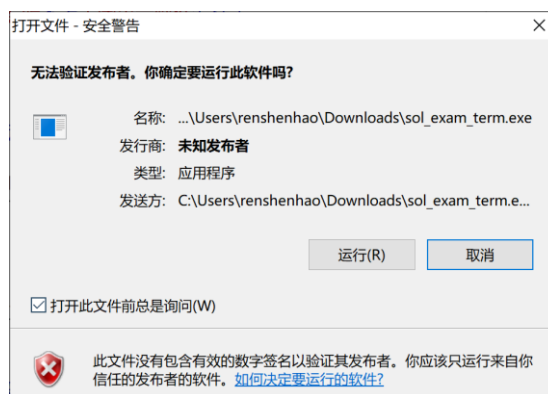 打开文件 - 安全警告
无法验证发布者。你确定要运行此软件吗?
名称: ...\Users\renshenhao\Downloads\sol_exam_term.exe
发行商: 未知发布者
类型: 应用程序
发送方: C:\Users\renshenhao\Downloads\sol_exam_term.e...
运行(R) 取消
打开此文件前总是询问(W)
此文件没有包含有效的数字签名以验证其发布者。你应该只运行来自你
信任的发布者的软件。如何决定要运行的软件?